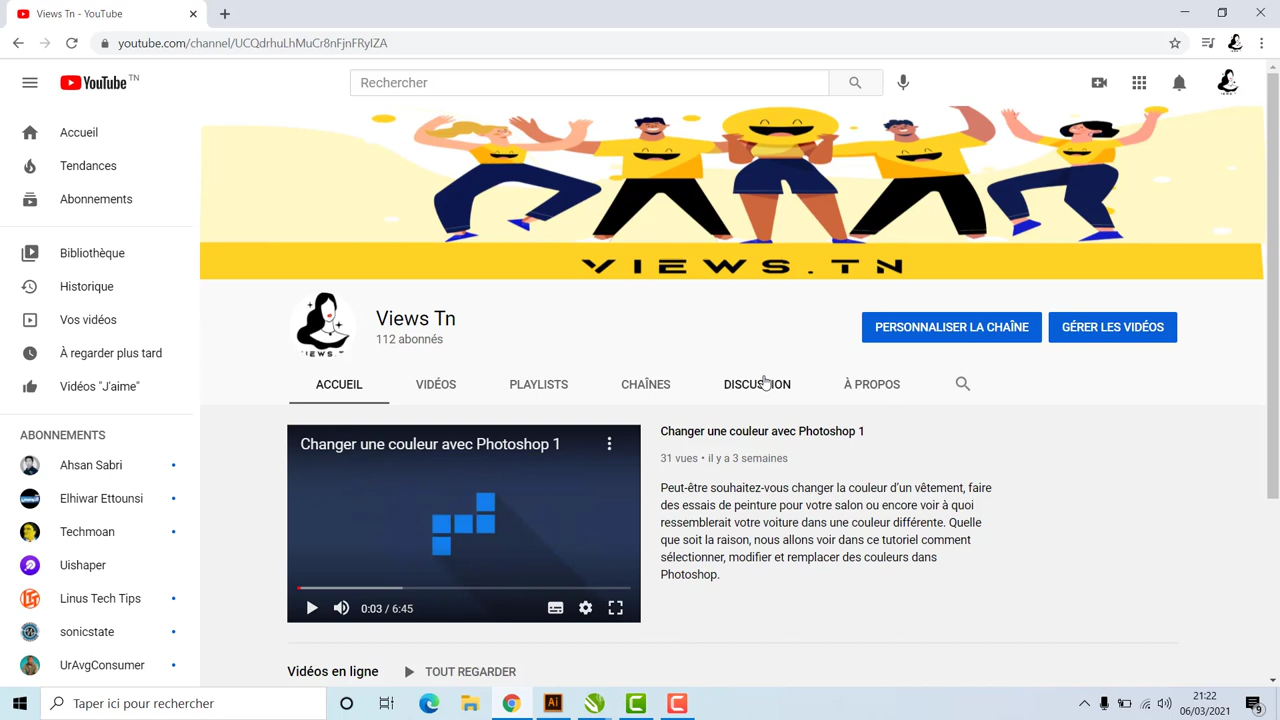 Views Tn - YouTube
youtube.com/channel/UCQdrhuLhMuCr8nFjnFRyIZA
YouTube TN
Rechercher
Accueil
Tendances
Abonnements
Bibliothèque
Historique
Vos vidéos
À regarder plus tard
Vidéos "J'aime"
ABONNEMENTS
Ahsan Sabri
Elhiwar Ettounsi
Techmoan
Uishaper
Linus Tech Tips
sonicstate
UrAvgConsumer
VIEWS.TN
Views Tn
112 abonnés
PERSONNALISER LA CHAÎNE
GÉRER LES VIDÉOS
ACCUEIL
VIDÉOS
PLAYLISTS
CHAÎNES
DISCUSSION
À PROPOS
Changer une couleur avec Photoshop 1
0:03 / 6:45
Changer une couleur avec Photoshop 1
31 vues • il y a 3 semaines
Peut-être souhaitez-vous changer la couleur d'un vêtement, faire
des essais de peinture pour votre salon ou encore voir à quoi
ressemblerait votre voiture dans une couleur différente. Quelle
que soit la raison, nous allons voir dans ce tutoriel comment
sélectionner, modifier et remplacer des couleurs dans
Photoshop.
Vidéos en ligne
TOUT REGARDER
Taper ici pour rechercher
Ai
21:22
06/03/2021
9